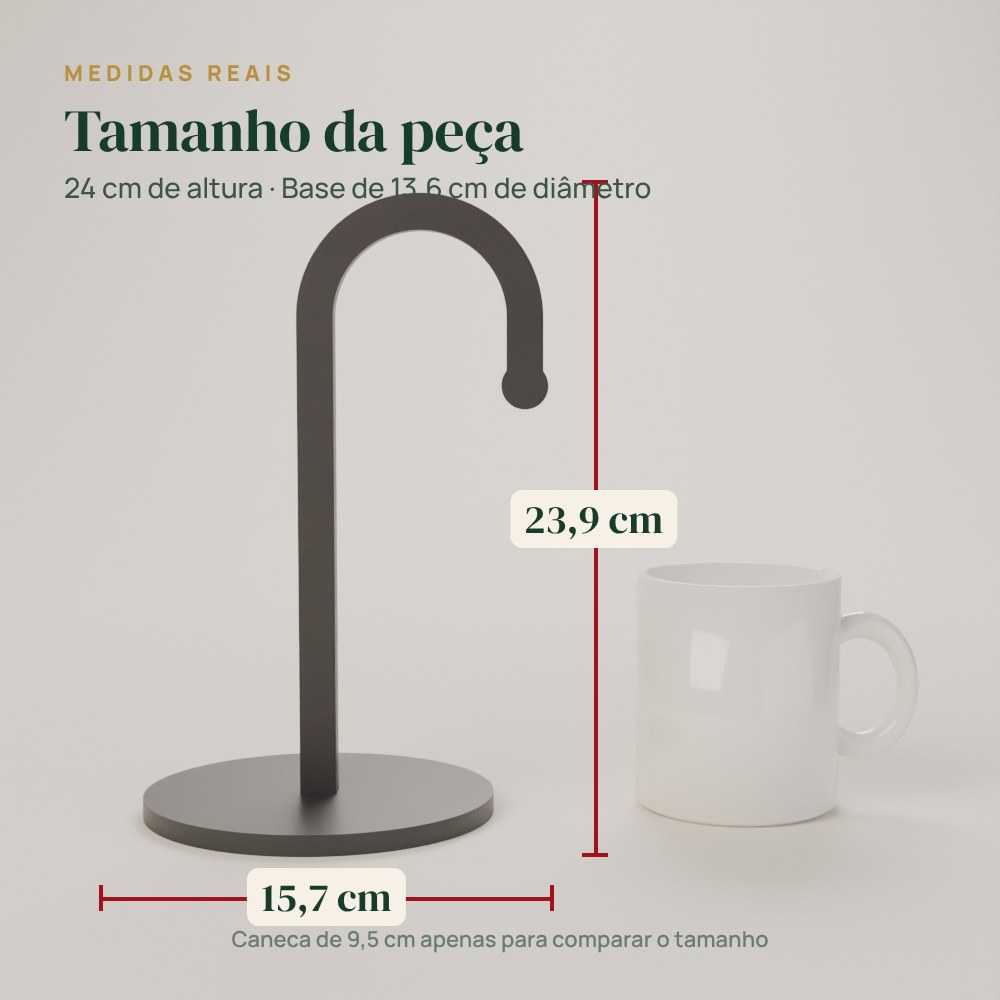 MEDIDAS REAIS
Tamanho da peça
24 cm de altura · Base de 13,6 cm de diâmetro
23,9 cm
15,7 cm
Caneca de 9,5 cm apenas para comparar o tamanho